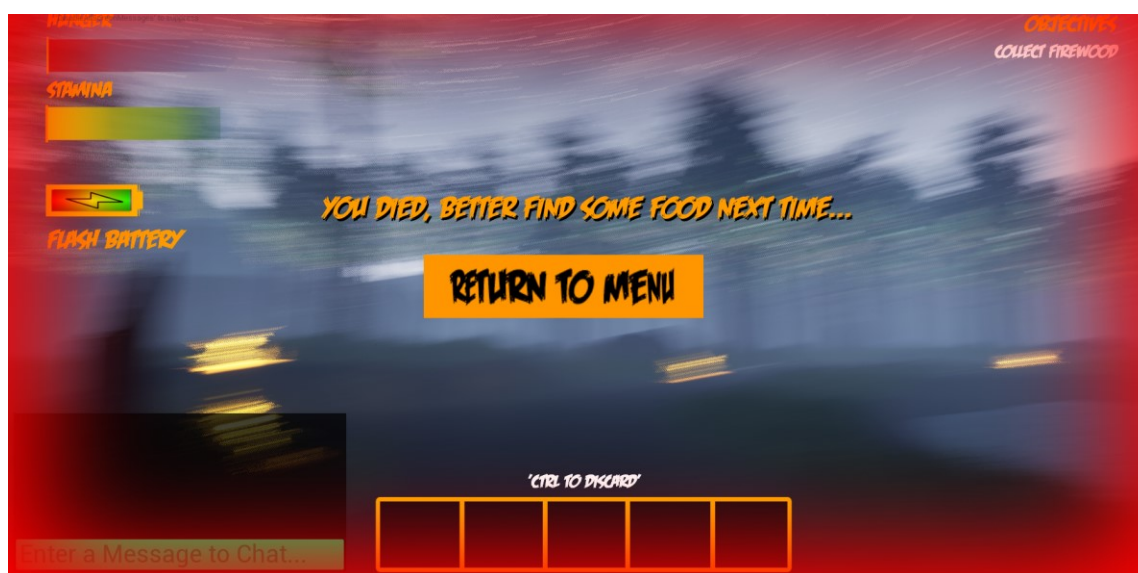 HUNGER
OBJECTIVES
COLLECT FIREWOOD
STAMINA
YOU DIED, BETTER FIND SOME FOOD NEXT TIME...
FLASH BATTERY
RETURN TO MENU
'CTRL TO DISCARD'
Enter a Message to Chat...